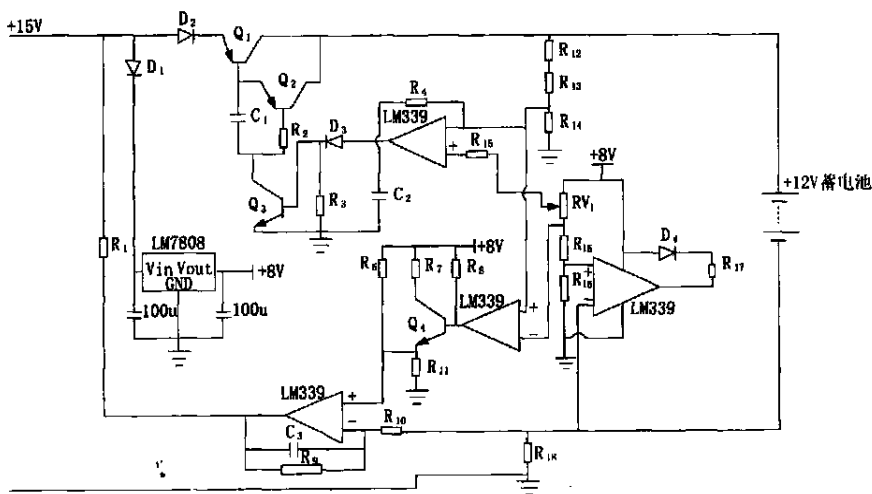 +15V
D2
Q1
D1
Q2
C1
R2
D3
R4
LM339
R15
R12
R13
R14
+8V
RV1
+12V蓄电池
Q3
R3
C2
R1
LM7808
Vin Vout
GND
+8V
100u
100u
+8V
R6
R7
R8
LM339
Q4
R11
R15
R16
D4
R17
LM339
LM339
R10
C3
R9
R18